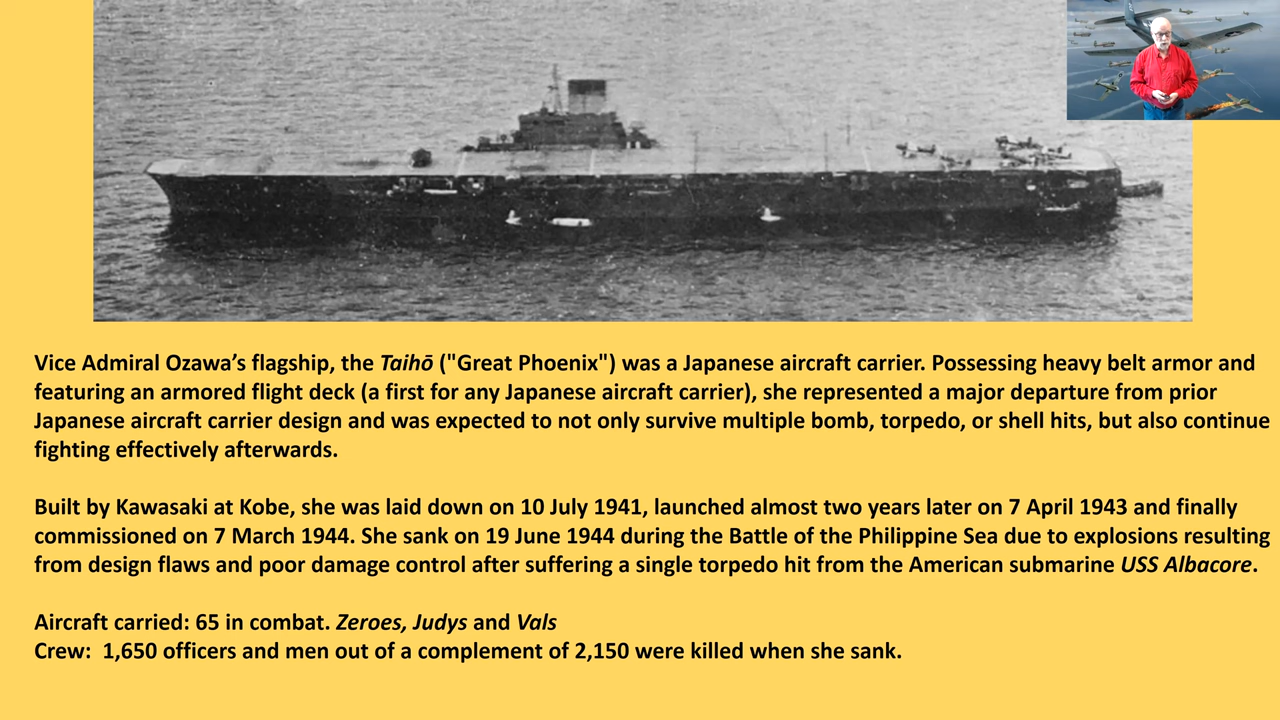 Vice Admiral Ozawa’s flagship, the Taihō ("Great Phoenix") was a Japanese aircraft carrier. Possessing heavy belt armor and
featuring an armored flight deck (a first for any Japanese aircraft carrier), she represented a major departure from prior
Japanese aircraft carrier design and was expected to not only survive multiple bomb, torpedo, or shell hits, but also continue
fighting effectively afterwards.
Built by Kawasaki at Kobe, she was laid down on 10 July 1941, launched almost two years later on 7 April 1943 and finally
commissioned on 7 March 1944. She sank on 19 June 1944 during the Battle of the Philippine Sea due to explosions resulting
from design flaws and poor damage control after suffering a single torpedo hit from the American submarine USS Albacore.
Aircraft carried: 65 in combat. Zeroes, Judys and Vals
Crew:  1,650 officers and men out of a complement of 2,150 were killed when she sank.